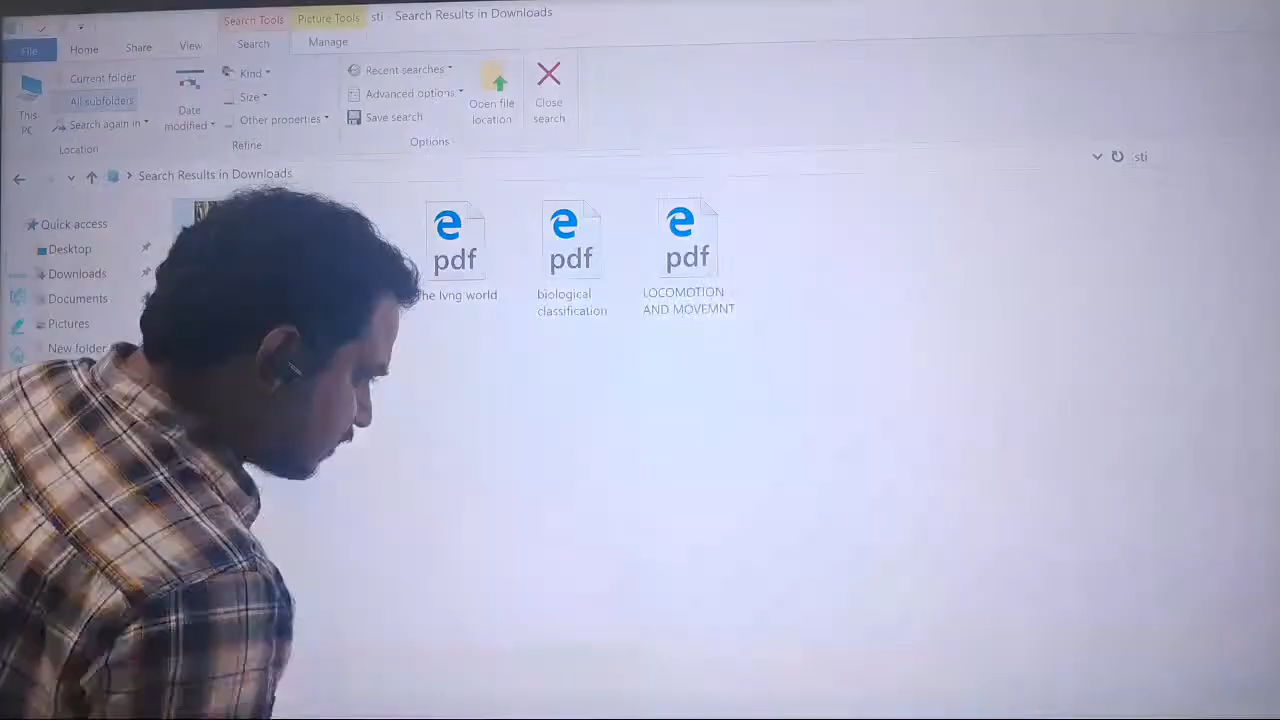 Search Tools
Picture Tools
sti - Search Results in Downloads
File
Home
Share
View
Search
Manage
This PC
Current folder
All subfolders
Search again in
Location
Date modified
Kind
Size
Other properties
Refine
Recent searches
Advanced options
Save search
Options
Open file location
Close search
Search Results in Downloads
sti
Quick access
Desktop
Downloads
Documents
Pictures
New folder
pdf
he lvng world
pdf
biological
classification
pdf
LOCOMOTION
AND MOVEMNT